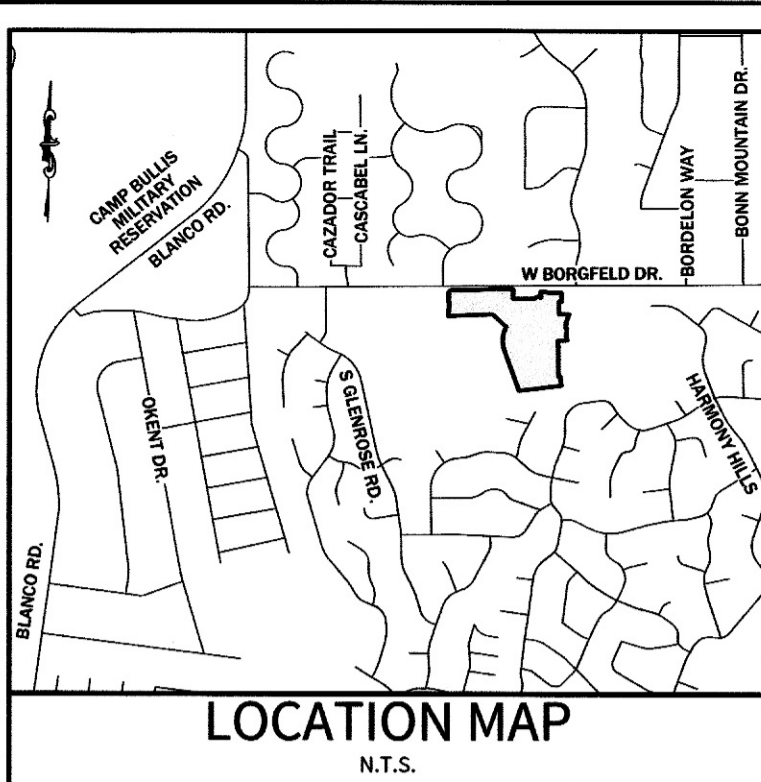 CAMP BULLIS
MILITARY
RESERVATION
BLANCO RD.
CAZADOR TRAIL
CASCABEL LN.
BORDELON WAY
BONN MOUNTAIN DR.
W BORGFELD DR.
OKENT DR.
S GLENROSE RD.
HARMONY HILLS
BLANCO RD.
LOCATION MAP
N.T.S.